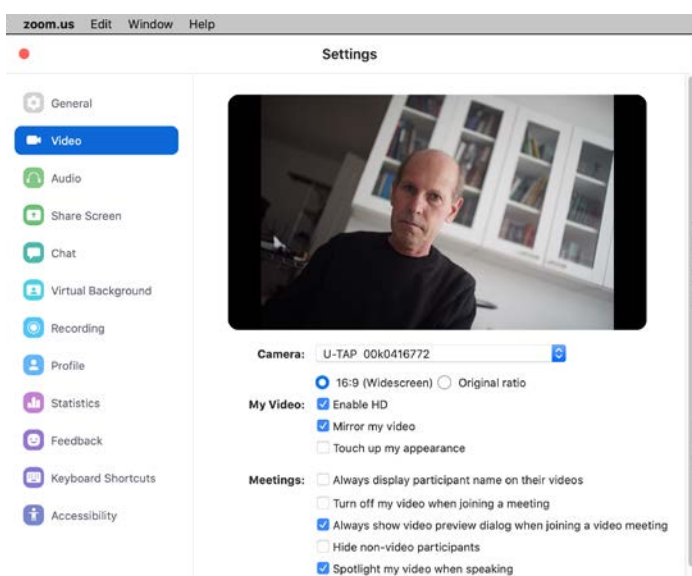 zoom.us Edit Window Help
Settings
General
Video
Audio
Share Screen
Chat
Virtual Background
Recording
Profile
Statistics
Feedback
Keyboard Shortcuts
Accessibility
Camera: U-TAP 00k0416772
16:9 (Widescreen) Original ratio
My Video: Enable HD
Mirror my video
Touch up my appearance
Meetings: Always display participant name on their videos
Turn off my video when joining a meeting
Always show video preview dialog when joining a video meeting
Hide non-video participants
Spotlight my video when speaking